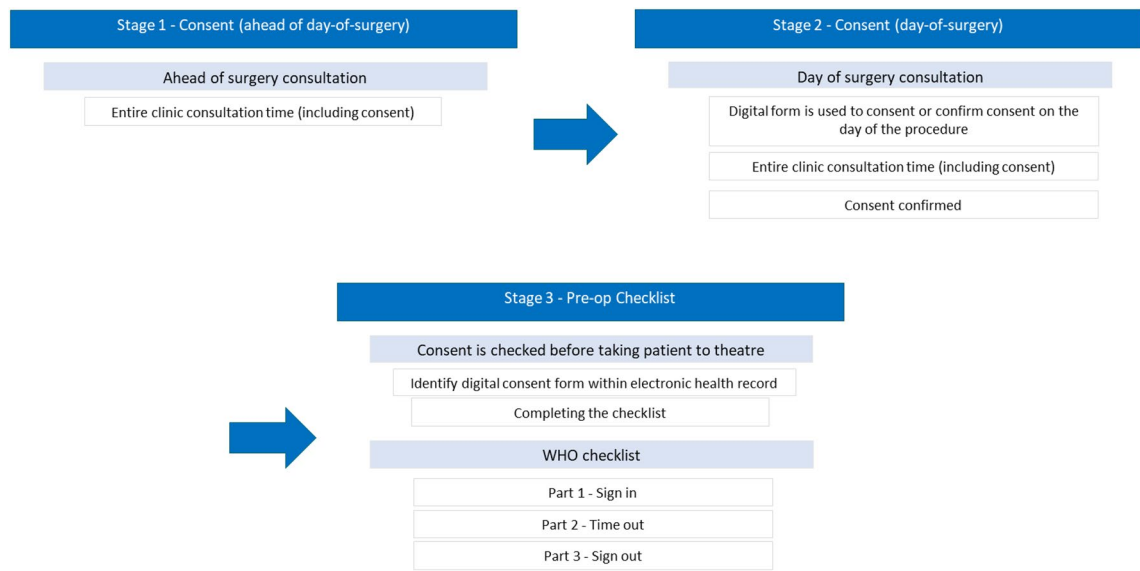 Stage 1 - Consent (ahead of day-of-surgery)
Ahead of surgery consultation
Entire clinic consultation time (including consent)
Stage 2 - Consent (day-of-surgery)
Day of surgery consultation
Digital form is used to consent or confirm consent on the
day of the procedure
Entire clinic consultation time (including consent)
Consent confirmed
Stage 3 - Pre-op Checklist
Consent is checked before taking patient to theatre
Identify digital consent form within electronic health record
Completing the checklist
WHO checklist
Part 1 - Sign in
Part 2 - Time out
Part 3 - Sign out